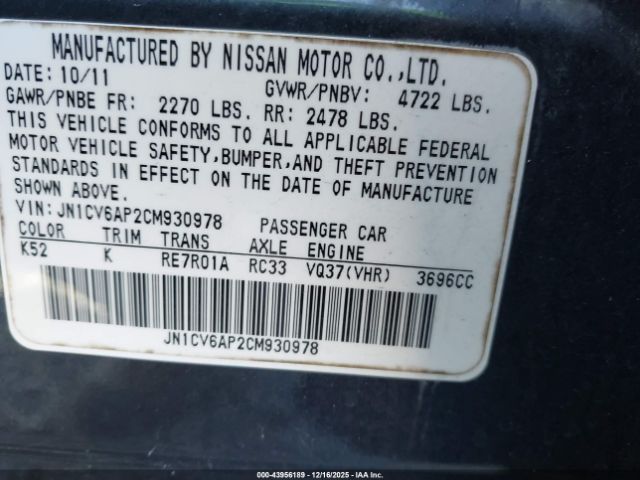 MANUFACTURED BY NISSAN MOTOR CO.,LTD.
DATE: 10/11 GVWR/PNBV: 4722 LBS.
GAWR/PNBE FR: 2270 LBS. RR: 2478 LBS.
THIS VEHICLE CONFORMS TO ALL APPLICABLE FEDERAL
MOTOR VEHICLE SAFETY,BUMPER,AND THEFT PREVENTION
STANDARDS IN EFFECT ON THE DATE OF MANUFACTURE
SHOWN ABOVE.
VIN:JN1CV6AP2CM930978 PASSENGER CAR
COLOR TRIM TRANS AXLE ENGINE
K52 K RE7R01A RC33 VQ37(VHR) 3696CC
JN1CV6AP2CM930978
000-43956189 - 12/16/2025 - IAA Inc.